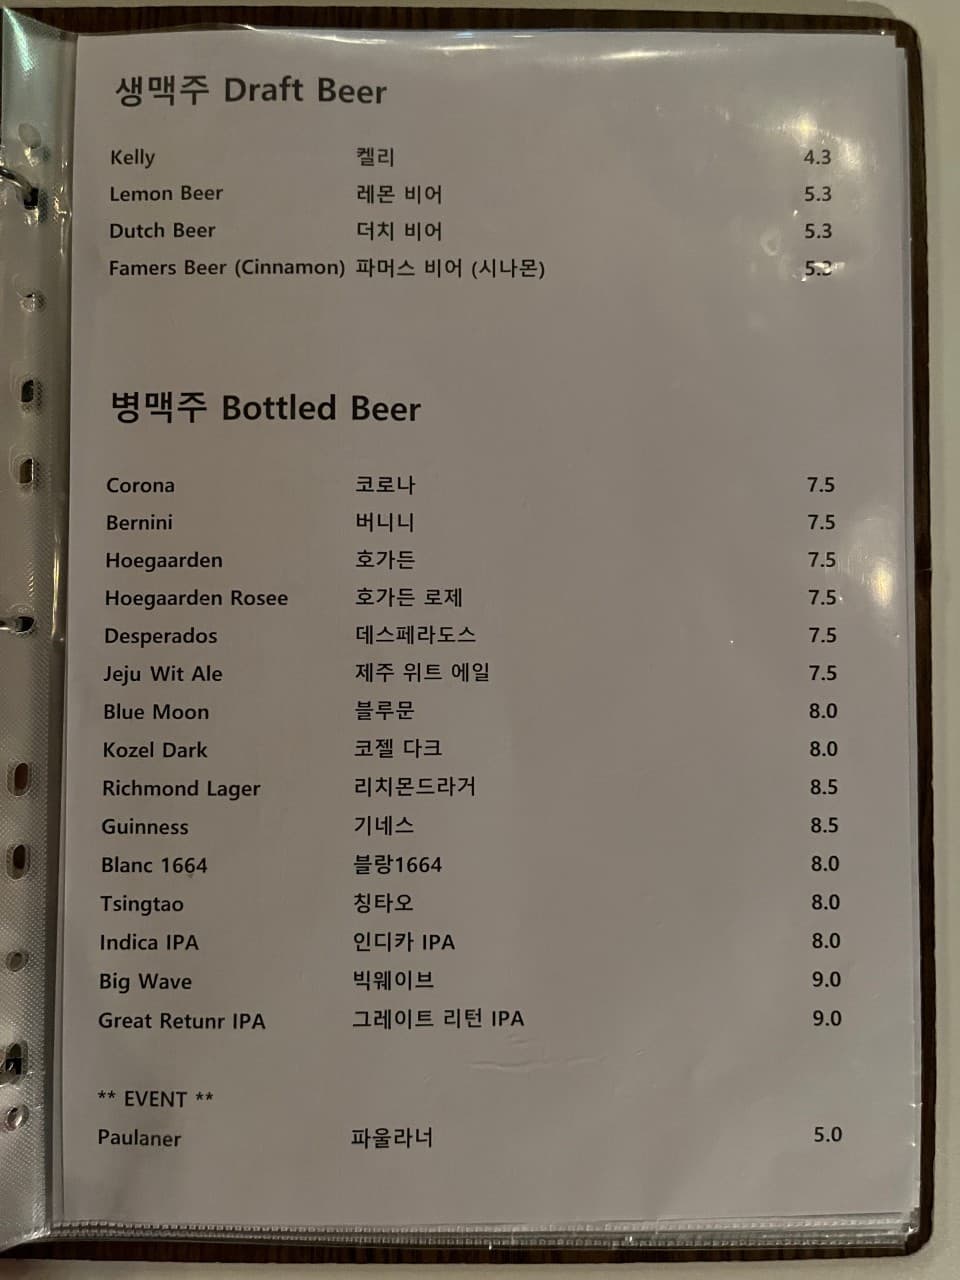 생맥주 Draft Beer
Kelly 켈리 4.3
Lemon Beer 레몬 비어 5.3
Dutch Beer 더치 비어 5.3
Famers Beer (Cinnamon) 파머스 비어 (시나몬) 5.3
병맥주 Bottled Beer
Corona 코로나 7.5
Bernini 버니니 7.5
Hoegaarden 호가든 7.5
Hoegaarden Rosee 호가든 로제 7.5
Desperados 데스페라도스 7.5
Jeju Wit Ale 제주 위트 에일 7.5
Blue Moon 블루문 8.0
Kozel Dark 코젤 다크 8.0
Richmond Lager 리치몬드라거 8.5
Guinness 기네스 8.5
Blanc 1664 블랑1664 8.0
Tsingtao 칭타오 8.0
Indica IPA 인디카 IPA 8.0
Big Wave 빅웨이브 9.0
Great Retunr IPA 그레이트 리턴 IPA 9.0
** EVENT **
Paulaner 파울라너 5.0